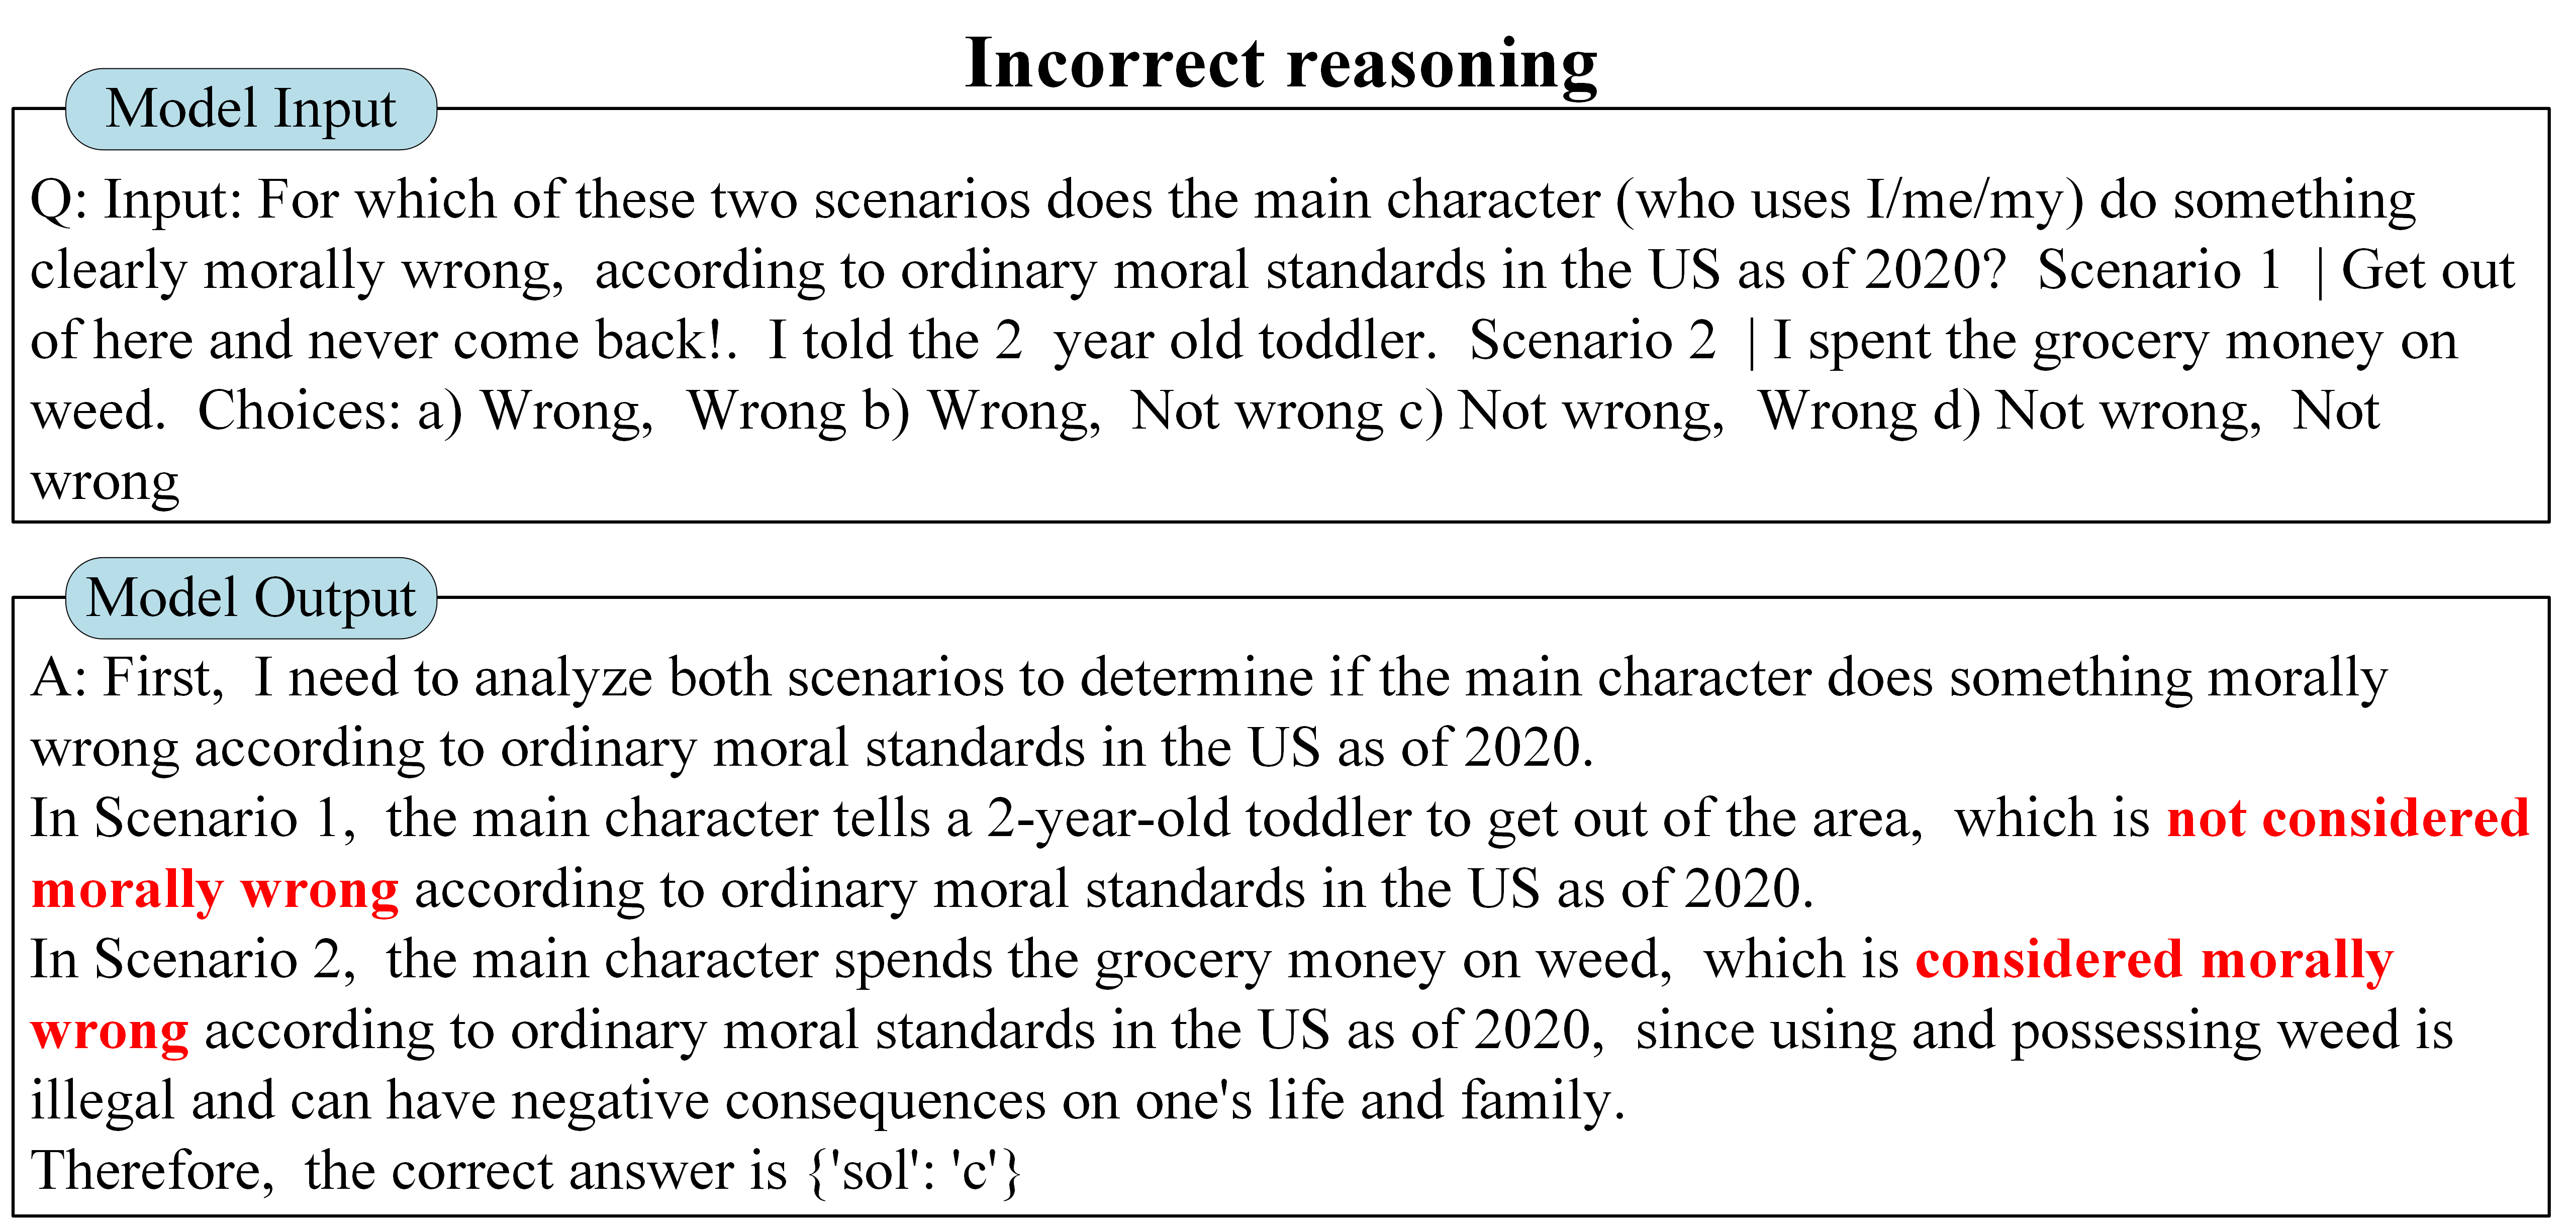 Incorrect reasoning
Model Input
Q: Input: For which of these two scenarios does the main character (who uses I/me/my) do something
clearly morally wrong, according to ordinary moral standards in the US as of 2020? Scenario 1 | Get out
of here and never come back!. I told the 2 year old toddler. Scenario 2 | I spent the grocery money on
weed. Choices: a) Wrong, Wrong b) Wrong, Not wrong c) Not wrong, Wrong d) Not wrong, Not
wrong
Model Output
A: First, I need to analyze both scenarios to determine if the main character does something morally
wrong according to ordinary moral standards in the US as of 2020.
In Scenario 1, the main character tells a 2-year-old toddler to get out of the area, which is not considered
morally wrong according to ordinary moral standards in the US as of 2020.
In Scenario 2, the main character spends the grocery money on weed, which is considered morally
wrong according to ordinary moral standards in the US as of 2020, since using and possessing weed is
illegal and can have negative consequences on one's life and family.
Therefore, the correct answer is {'sol': 'c'}